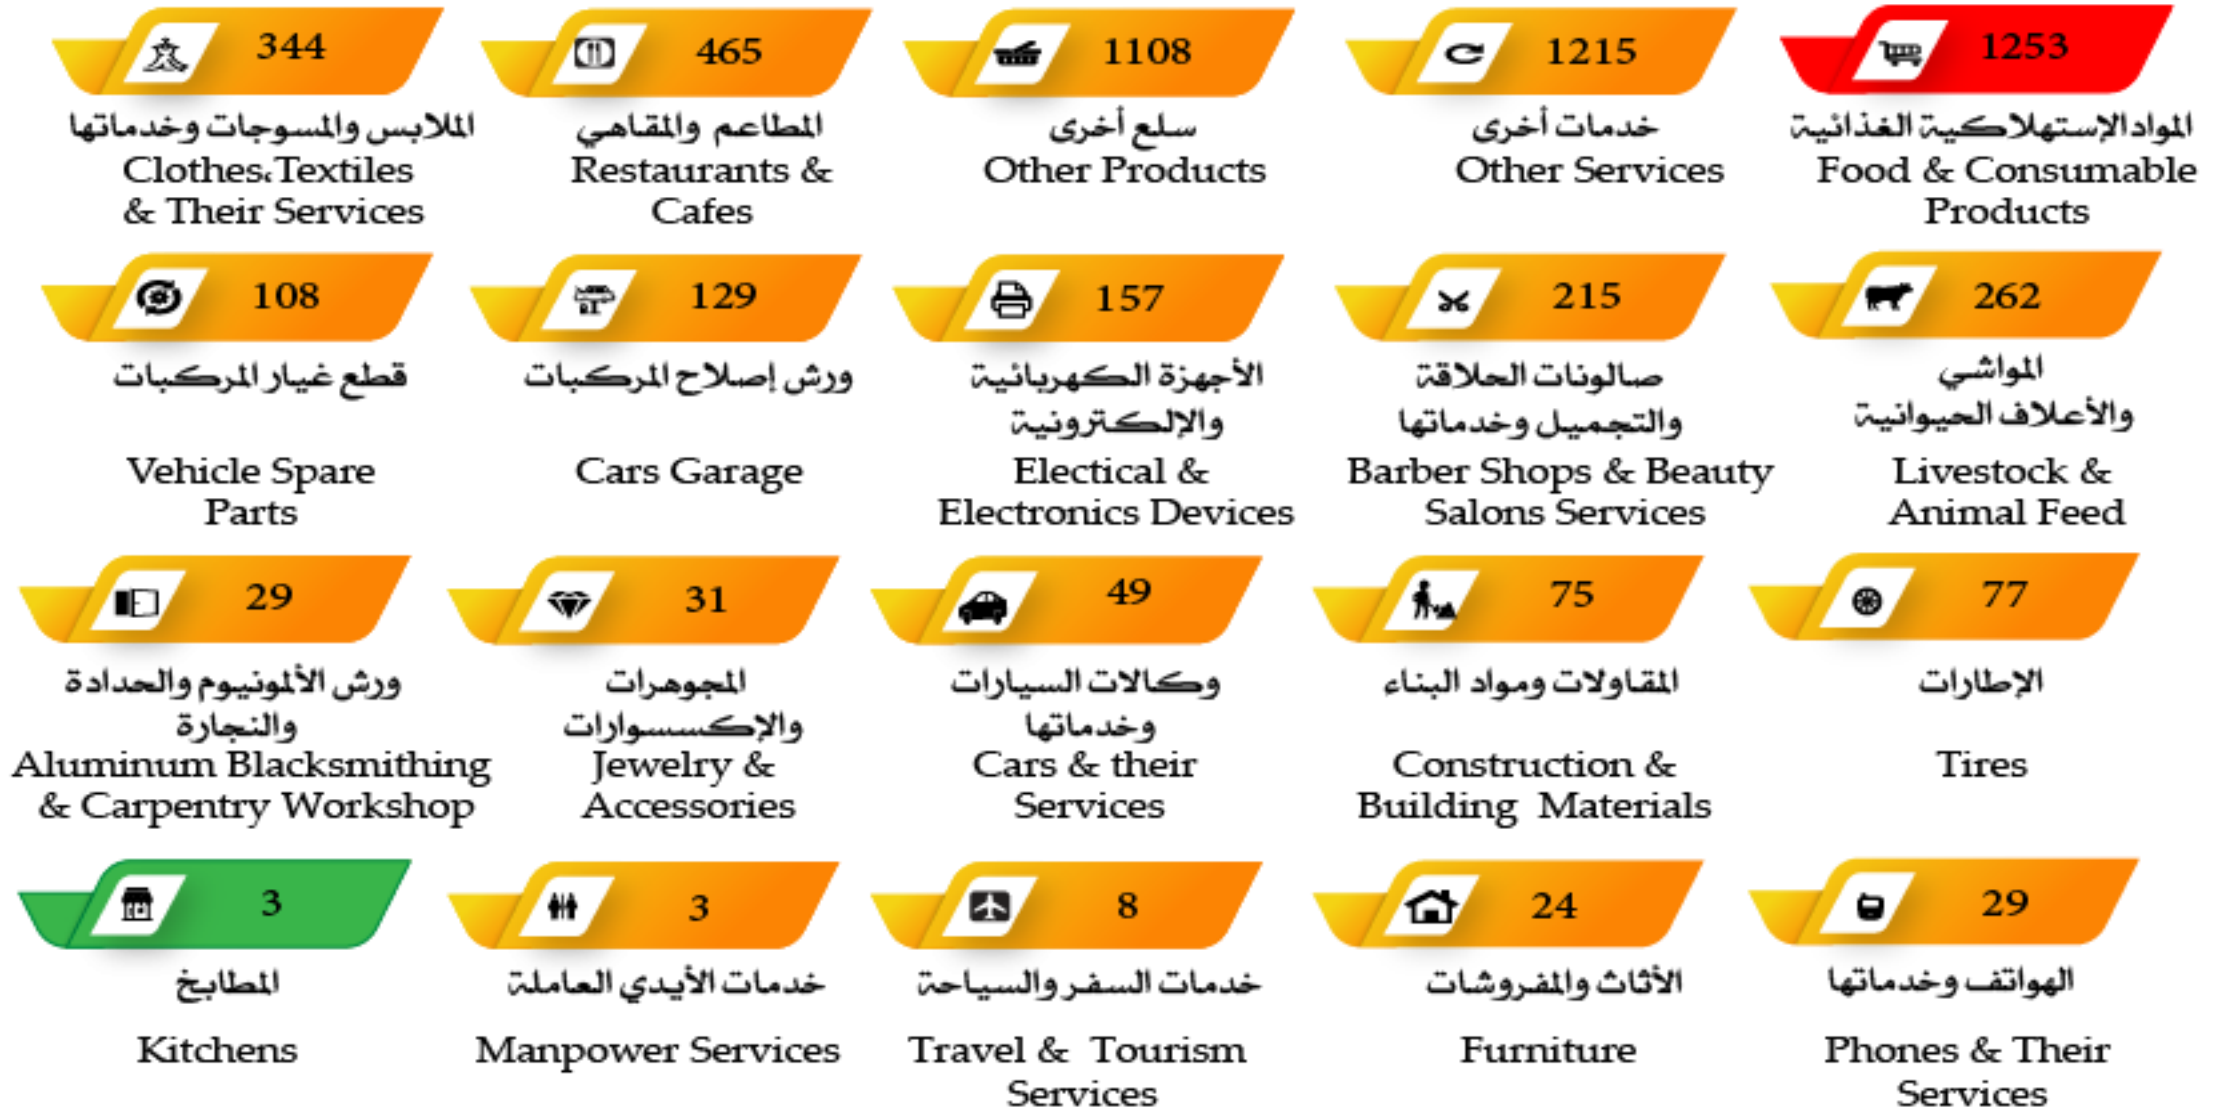 344
الملابس والمسوجات وخدماتها
Clothes،Textiles
& Their Services
465
المطاعم والمقاهي
Restaurants &
Cafes
1108
سلع أخرى
Other Products
1215
خدمات أخرى
Other Services
1253
المواد الإستهلاكية الغذائية
Food & Consumable
Products
108
قطع غيار المركبات
Vehicle Spare
Parts
129
ورش إصلاح المركبات
Cars Garage
157
الأجهزة الكهربائية
والإلكترونية
Electical &
Electronics Devices
215
صالونات الحلاقة
والتجميل وخدماتها
Barber Shops & Beauty
Salons Services
262
المواشي
والأعلاف الحيوانية
Livestock &
Animal Feed
29
ورش الألمونيوم والحدادة
والنجارة
Aluminum Blacksmithing
& Carpentry Workshop
31
المجوهرات
والإكسسوارات
Jewelry &
Accessories
49
وكالات السيارات
وخدماتها
Cars & their
Services
75
المقاولات ومواد البناء
Construction &
Building Materials
77
الإطارات
Tires
3
المطابخ
Kitchens
3
خدمات الأيدي العاملة
Manpower Services
8
خدمات السفر والسياحة
Travel & Tourism
Services
24
الأثاث والمفروشات
Furniture
29
الهواتف وخدماتها
Phones & Their
Services